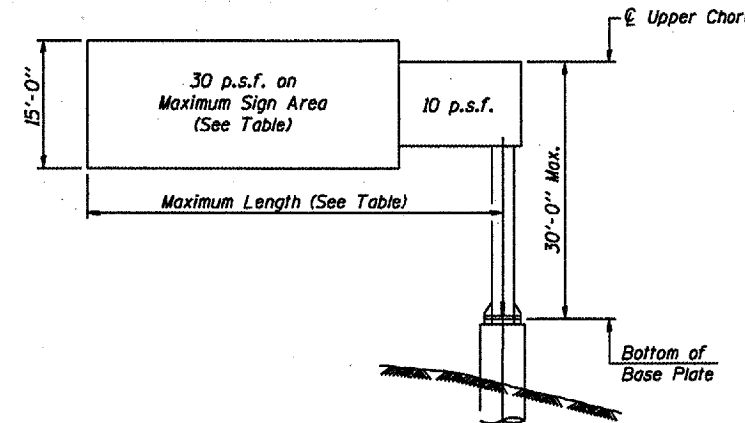 ℄ Upper Chor
15'-0"
30 p.s.f. on
Maximum Sign Area
(See Table)
10 p.s.f.
30'-0" Max.
Maximum Length (See Table)
Bottom of
Base Plate